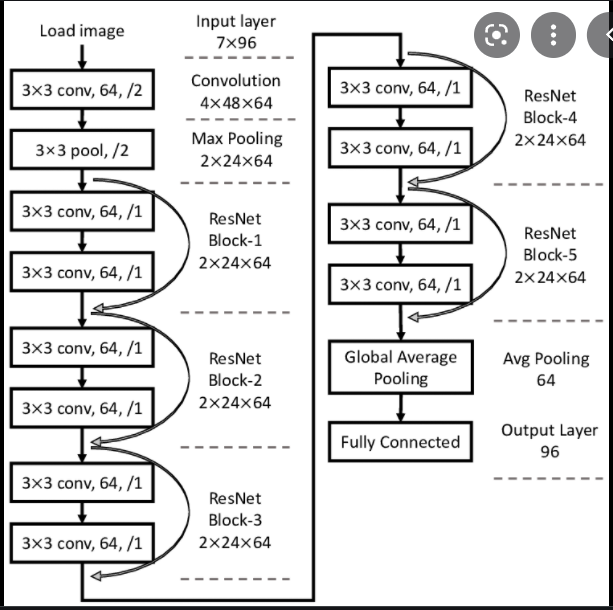 Load image
Input layer
7×96
3×3 conv, 64, /2
Convolution
4×48×64
3×3 pool, /2
Max Pooling
2×24×64
3×3 conv, 64, /1
3×3 conv, 64, /1
ResNet
Block-1
2×24×64
3×3 conv, 64, /1
3×3 conv, 64, /1
ResNet
Block-2
2×24×64
3×3 conv, 64, /1
3×3 conv, 64, /1
ResNet
Block-3
2×24×64
3×3 conv, 64, /1
3×3 conv, 64, /1
ResNet
Block-4
2×24×64
3×3 conv, 64, /1
3×3 conv, 64, /1
ResNet
Block-5
2×24×64
Global Average
Pooling
Avg Pooling
64
Fully Connected
Output Layer
96